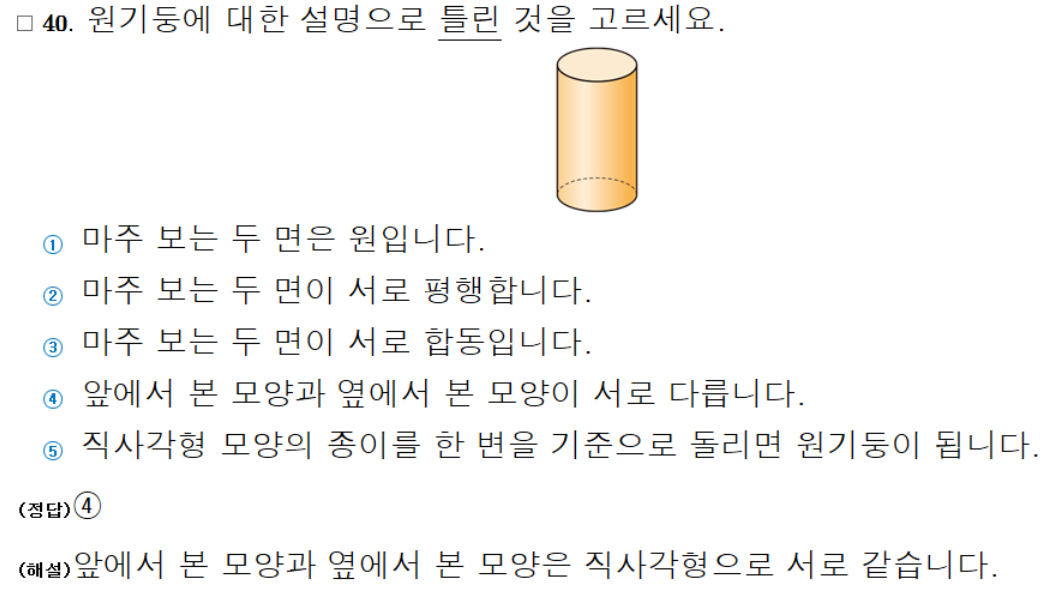 □ 40. 원기둥에 대한 설명으로 틀린 것을 고르세요.
① 마주 보는 두 면은 원입니다.
② 마주 보는 두 면이 서로 평행합니다.
③ 마주 보는 두 면이 서로 합동입니다.
④ 앞에서 본 모양과 옆에서 본 모양이 서로 다릅니다.
⑤ 직사각형 모양의 종이를 한 변을 기준으로 돌리면 원기둥이 됩니다.
(정답)④
(해설)앞에서 본 모양과 옆에서 본 모양은 직사각형으로 서로 같습니다.